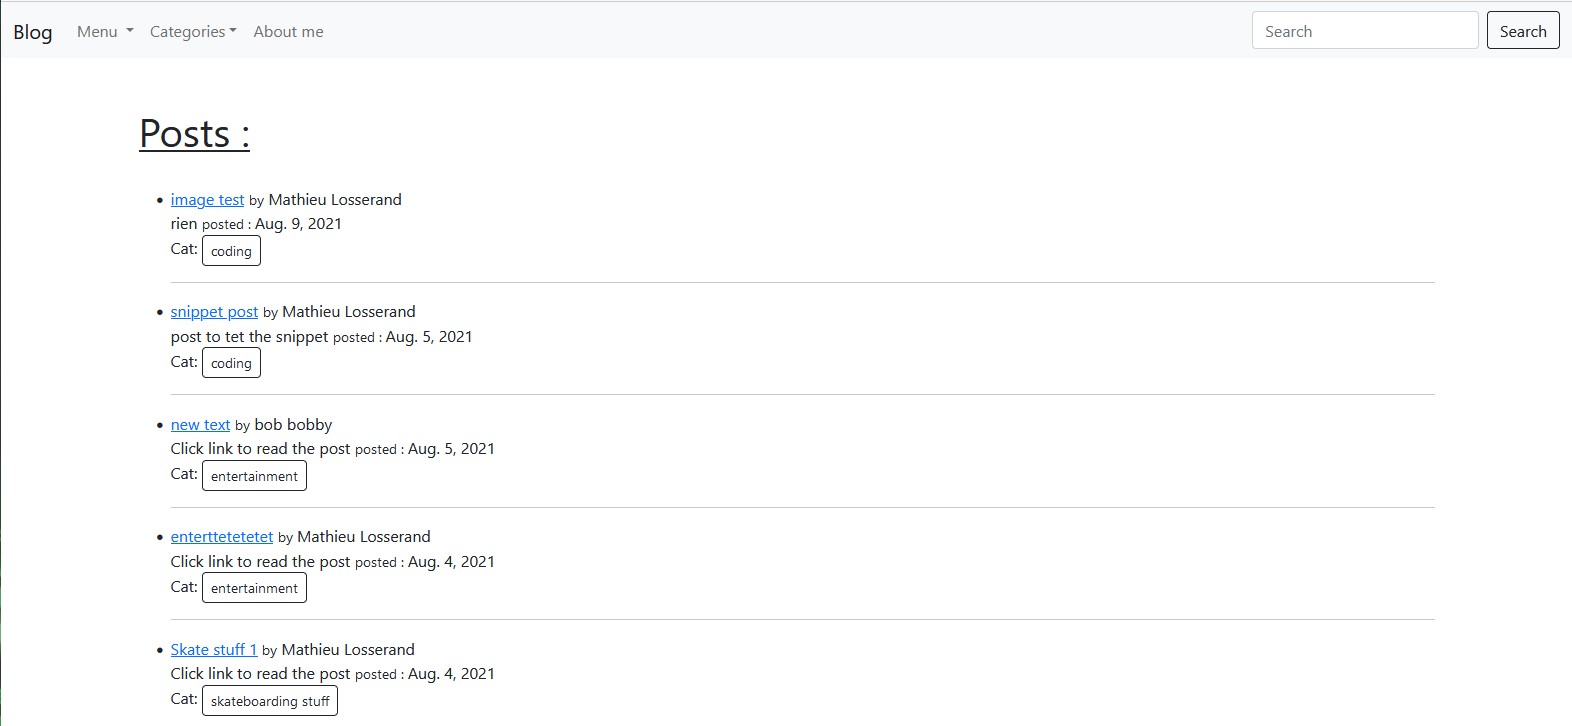 Blog Menu Categories About me Search Search
Posts :
image test by Mathieu Losserand
rien posted : Aug. 9, 2021
Cat: coding
snippet post by Mathieu Losserand
post to tet the snippet posted : Aug. 5, 2021
Cat: coding
new text by bob bobby
Click link to read the post posted : Aug. 5, 2021
Cat: entertainment
enterttetetetet by Mathieu Losserand
Click link to read the post posted : Aug. 4, 2021
Cat: entertainment
Skate stuff 1 by Mathieu Losserand
Click link to read the post posted : Aug. 4, 2021
Cat: skateboarding stuff